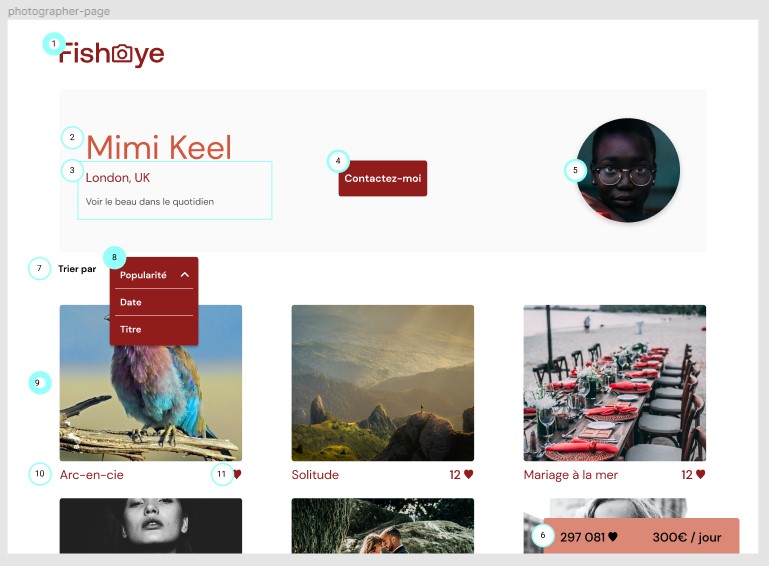 photographer-page
1
Fisheye
2
Mimi Keel
3
London, UK
Voir le beau dans le quotidien
4
Contactez-moi
5
7
Trier par
8
Popularité
Date
Titre
9
10
Arc-en-cie
11
Solitude
12
Mariage à la mer
12
6
297 081
300€ / jour